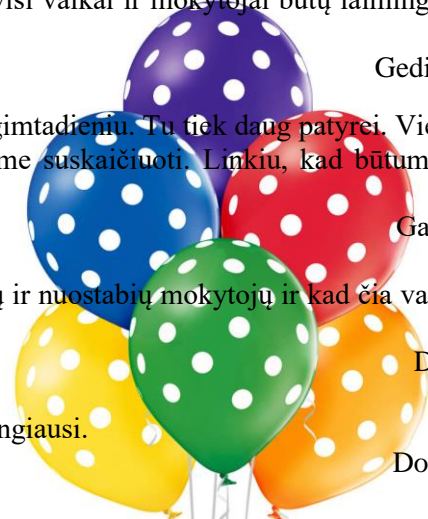 visi vaikai ir mokytojai būtų laiming
Gedi
gimtadieniu. Tu tiek daug patyrei. Vie
me suskaičiuoti. Linkiu, kad būtum
Ga
ų ir nuostabių mokytojų ir kad čia va
D
ngiausi.
Do